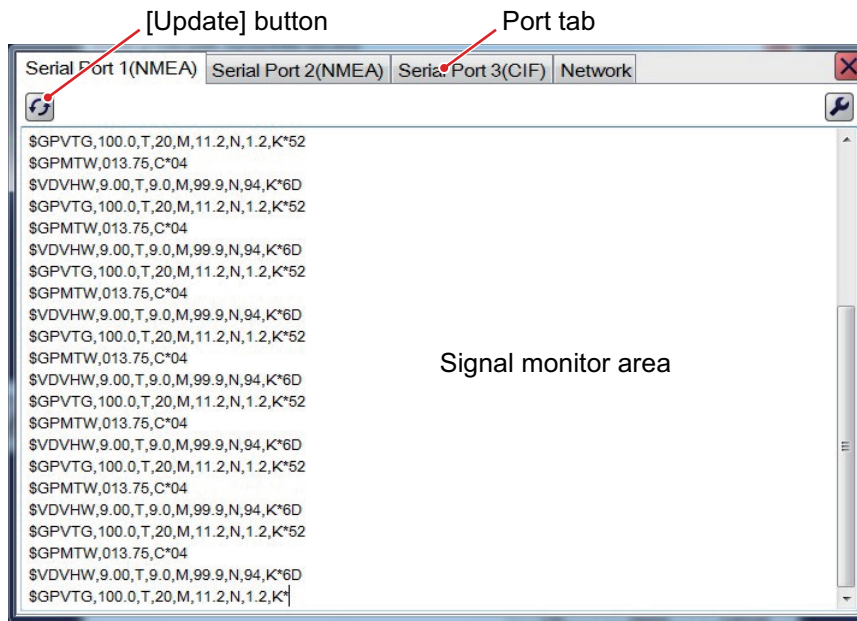 [Update] button
Port tab
Serial Port 1(NMEA) Serial Port 2(NMEA) Serial Port 3(CIF) Network
$GPVTG,100.0,T,20,M,11.2,N,1.2,K*52
$GPMTW,013.75,C*04
$VDVHW,9.00,T,9.0,M,99.9,N,94,K*6D
$GPVTG,100.0,T,20,M,11.2,N,1.2,K*52
$GPMTW,013.75,C*04
$VDVHW,9.00,T,9.0,M,99.9,N,94,K*6D
$GPVTG,100.0,T,20,M,11.2,N,1.2,K*52
$GPMTW,013.75,C*04
$VDVHW,9.00,T,9.0,M,99.9,N,94,K*6D
$GPVTG,100.0,T,20,M,11.2,N,1.2,K*52
$GPMTW,013.75,C*04
Signal monitor area
$VDVHW,9.00,T,9.0,M,99.9,N,94,K*6D
$GPVTG,100.0,T,20,M,11.2,N,1.2,K*52
$GPMTW,013.75,C*04
$VDVHW,9.00,T,9.0,M,99.9,N,94,K*6D
$GPVTG,100.0,T,20,M,11.2,N,1.2,K*52
$GPMTW,013.75,C*04
$VDVHW,9.00,T,9.0,M,99.9,N,94,K*6D
$GPVTG,100.0,T,20,M,11.2,N,1.2,K*52
$GPMTW,013.75,C*04
$VDVHW,9.00,T,9.0,M,99.9,N,94,K*6D
$GPVTG,100.0,T,20,M,11.2,N,1.2,K*